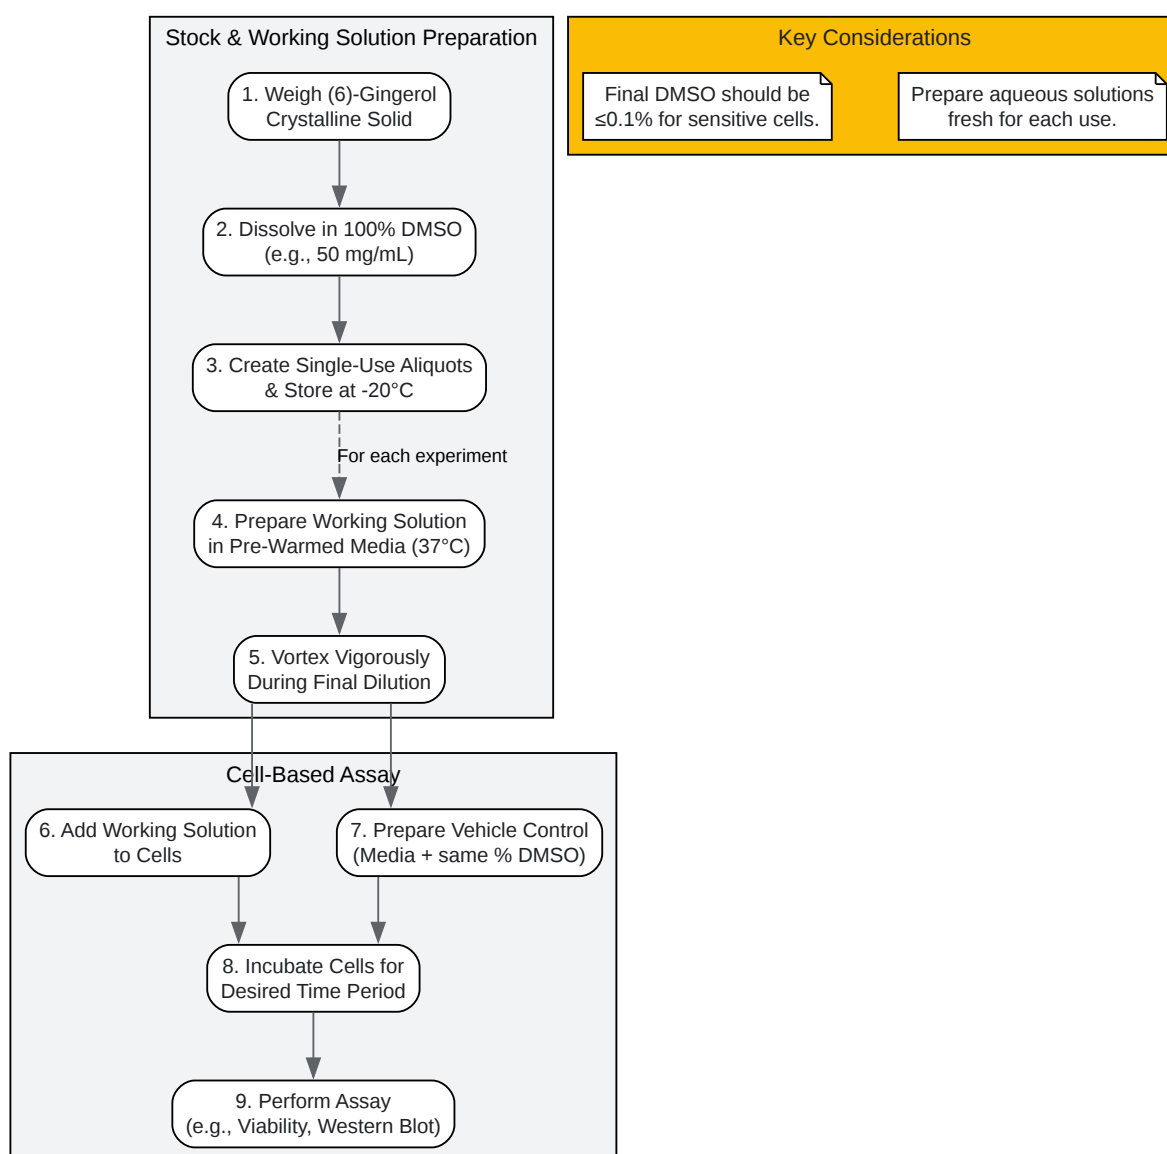 Stock & Working Solution Preparation
1. Weigh (6)-Gingerol
Crystalline Solid
2. Dissolve in 100% DMSO
(e.g., 50 mg/mL)
3. Create Single-Use Aliquots
& Store at -20°C
For each experiment
4. Prepare Working Solution
in Pre-Warmed Media (37°C)
5. Vortex Vigorously
During Final Dilution
Key Considerations
Final DMSO should be
≤0.1% for sensitive cells.
Prepare aqueous solutions
fresh for each use.
Cell-Based Assay
6. Add Working Solution
to Cells
7. Prepare Vehicle Control
(Media + same % DMSO)
8. Incubate Cells for
Desired Time Period
9. Perform Assay
(e.g., Viability, Western Blot)